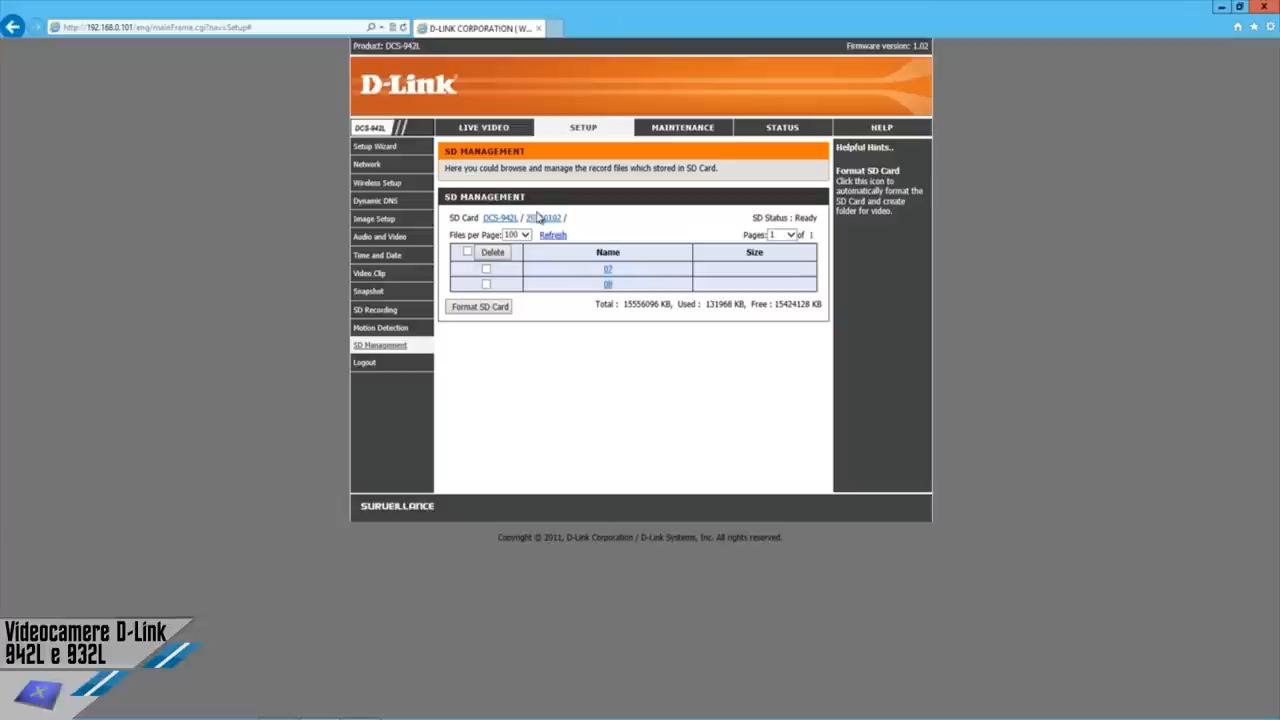 http://192.168.0.101/eng/mainFrame.cgi?nav=Setup#
D-LINK CORPORATION | W...
Product: DCS-942L
Firmware version: 1.02
D-Link
DCS-942L
LIVE VIDEO
SETUP
MAINTENANCE
STATUS
HELP
Setup Wizard
Network
Wireless Setup
Dynamic DNS
Image Setup
Audio and Video
Time and Date
Video Clip
Snapshot
SD Recording
Motion Detection
SD Management
Logout
SD MANAGEMENT
Here you could browse and manage the record files which stored in SD Card.
SD MANAGEMENT
SD Card DCS-942L / /
SD Status : Ready
Files per Page: 100 Refresh
Pages: 1 of 1
Delete Name Size
07
Format SD Card
Total : 15556096 KB, Used : 131968 KB, Free : 15424128 KB
Helpful Hints..
Format SD Card
Click this icon to
automatically format the
SD Card and create
folder for video.
SURVEILLANCE
Copyright © 2011, D-Link Corporation / D-Link Systems, Inc. All rights reserved.
Videocamere D-Link
942L e 932L